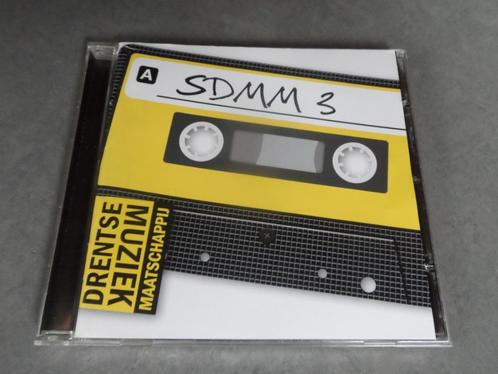 A
SDMM 3
DRENTSE
MUZIEK
MAATSCHAPPIJ